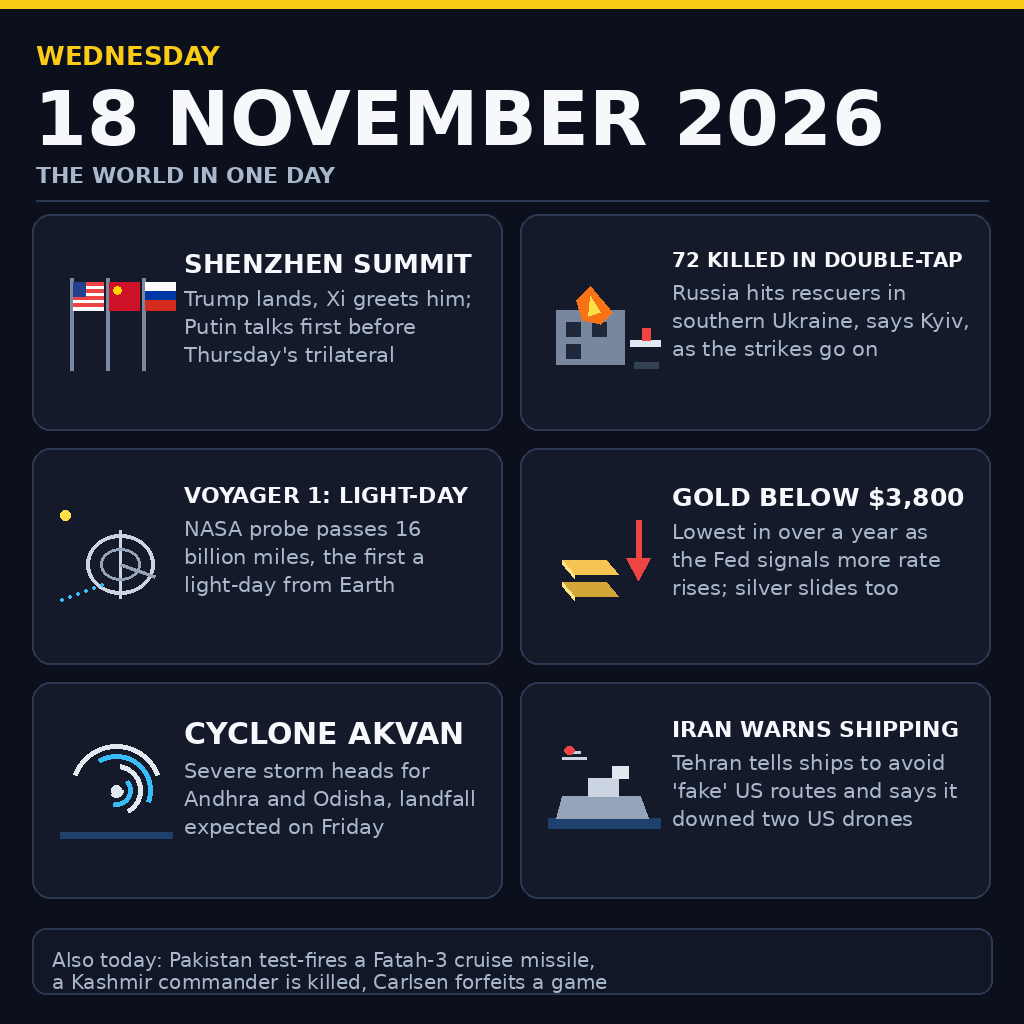 WEDNESDAY
18 NOVEMBER 2026
THE WORLD IN ONE DAY
SHENZHEN SUMMIT
Trump lands, Xi greets him;
Putin talks first before
Thursday's trilateral
72 KILLED IN DOUBLE-TAP
Russia hits rescuers in
southern Ukraine, says Kyiv,
as the strikes go on
VOYAGER 1: LIGHT-DAY
NASA probe passes 16
billion miles, the first a
light-day from Earth
GOLD BELOW $3,800
Lowest in over a year as
the Fed signals more rate
rises; silver slides too
CYCLONE AKVAN
Severe storm heads for
Andhra and Odisha, landfall
expected on Friday
IRAN WARNS SHIPPING
Tehran tells ships to avoid
'fake' US routes and says it
downed two US drones
Also today: Pakistan test-fires a Fatah-3 cruise missile,
a Kashmir commander is killed, Carlsen forfeits a game